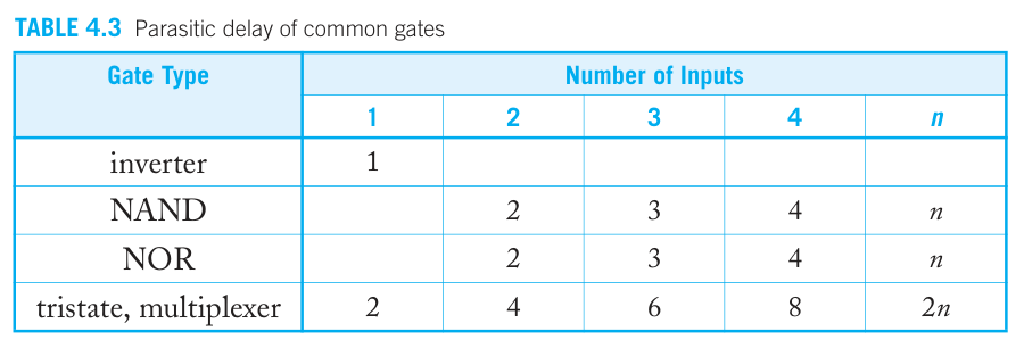 TABLE 4.3 Parasitic delay of common gates
Gate Type Number of Inputs
1 2 3 4 n
inverter 1
NAND 2 3 4 n
NOR 2 3 4 n
tristate, multiplexer 2 4 6 8 2n